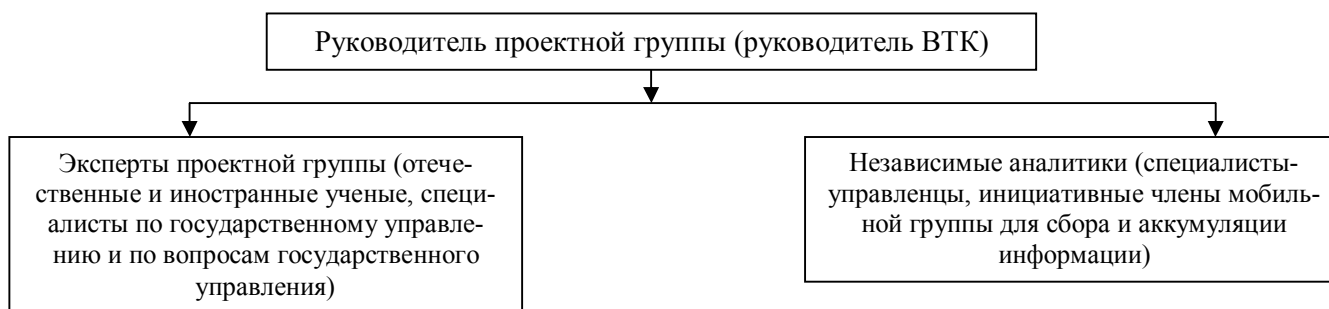 Руководитель проектной группы (руководитель ВТК)
Эксперты проектной группы (отече-
ственные и иностранные ученые, специ-
алисты по государственному управле-
нию и по вопросам государственного
управления)
Независимые аналитики (специалисты-
управленцы, инициативные члены мобиль-
ной группы для сбора и аккумуляции
информации)